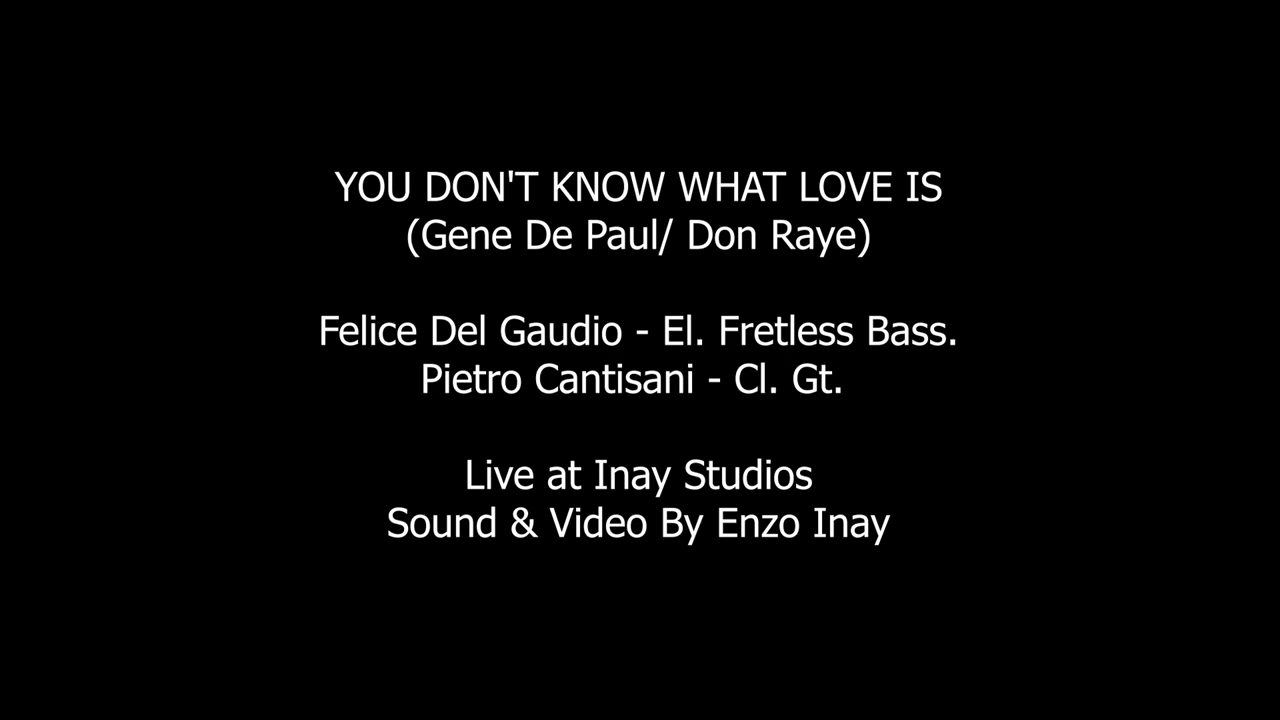 YOU DON'T KNOW WHAT LOVE IS
(Gene De Paul/ Don Raye)
Felice Del Gaudio - El. Fretless Bass.
Pietro Cantisani - Cl. Gt.
Live at Inay Studios
Sound & Video By Enzo Inay